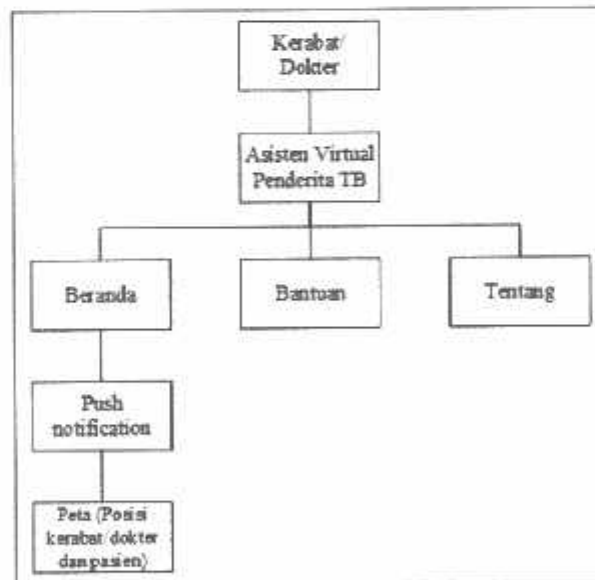 Kerabat/
Dokter
Asisten Virtual
Penderita TB
Beranda
Bantuan
Tentang
Push
notification
Peta (Posisi
kerabat/dokter
dan pasien)